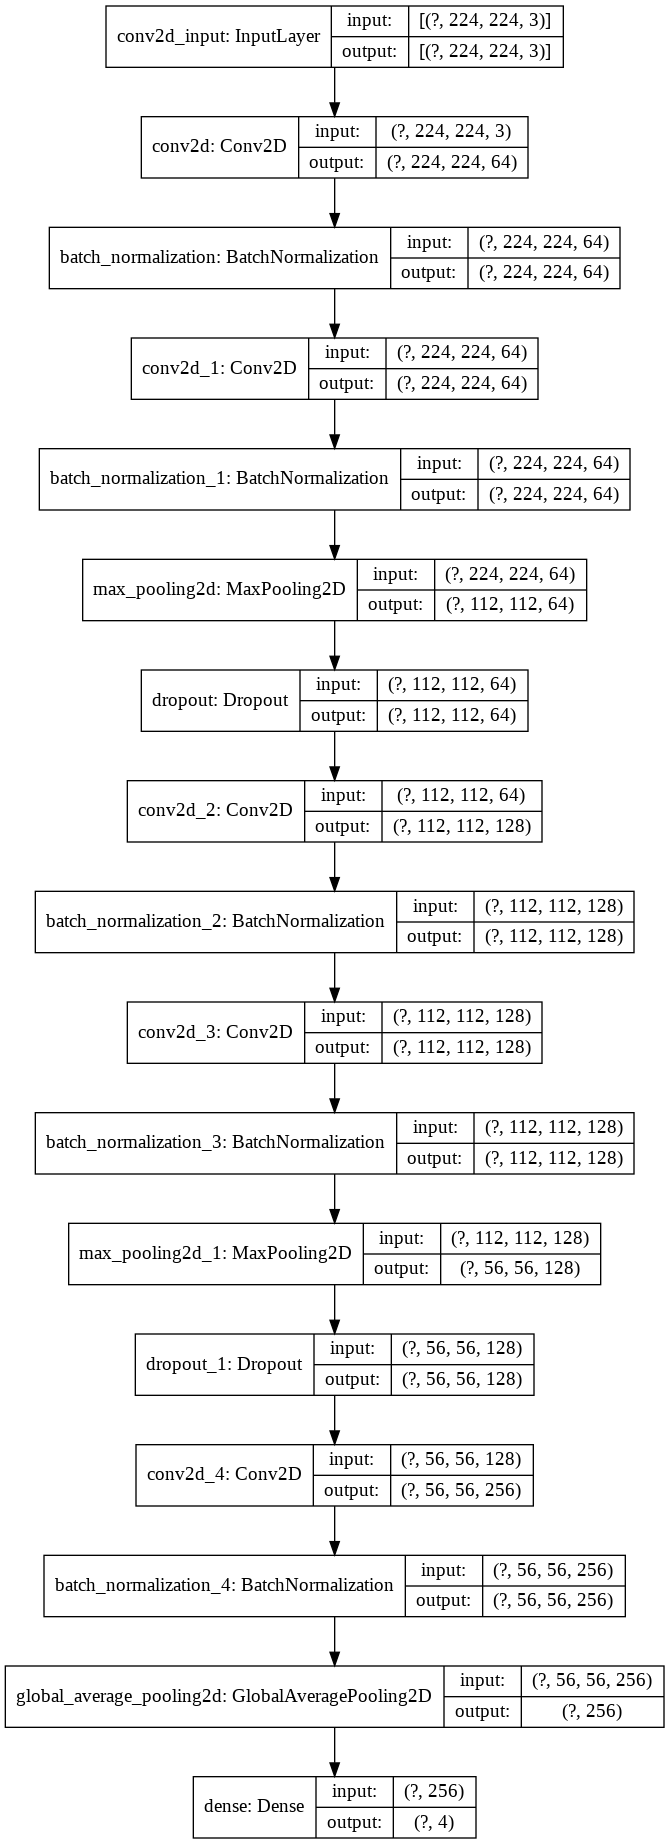 conv2d_input: InputLayer
input: [(?, 224, 224, 3)]
output: [(?, 224, 224, 3)]
conv2d: Conv2D
input: (?, 224, 224, 3)
output: (?, 224, 224, 64)
batch_normalization: BatchNormalization
input: (?, 224, 224, 64)
output: (?, 224, 224, 64)
conv2d_1: Conv2D
input: (?, 224, 224, 64)
output: (?, 224, 224, 64)
batch_normalization_1: BatchNormalization
input: (?, 224, 224, 64)
output: (?, 224, 224, 64)
max_pooling2d: MaxPooling2D
input: (?, 224, 224, 64)
output: (?, 112, 112, 64)
dropout: Dropout
input: (?, 112, 112, 64)
output: (?, 112, 112, 64)
conv2d_2: Conv2D
input: (?, 112, 112, 64)
output: (?, 112, 112, 128)
batch_normalization_2: BatchNormalization
input: (?, 112, 112, 128)
output: (?, 112, 112, 128)
conv2d_3: Conv2D
input: (?, 112, 112, 128)
output: (?, 112, 112, 128)
batch_normalization_3: BatchNormalization
input: (?, 112, 112, 128)
output: (?, 112, 112, 128)
max_pooling2d_1: MaxPooling2D
input: (?, 112, 112, 128)
output: (?, 56, 56, 128)
dropout_1: Dropout
input: (?, 56, 56, 128)
output: (?, 56, 56, 128)
conv2d_4: Conv2D
input: (?, 56, 56, 128)
output: (?, 56, 56, 256)
batch_normalization_4: BatchNormalization
input: (?, 56, 56, 256)
output: (?, 56, 56, 256)
global_average_pooling2d: GlobalAveragePooling2D
input: (?, 56, 56, 256)
output: (?, 256)
dense: Dense
input: (?, 256)
output: (?, 4)